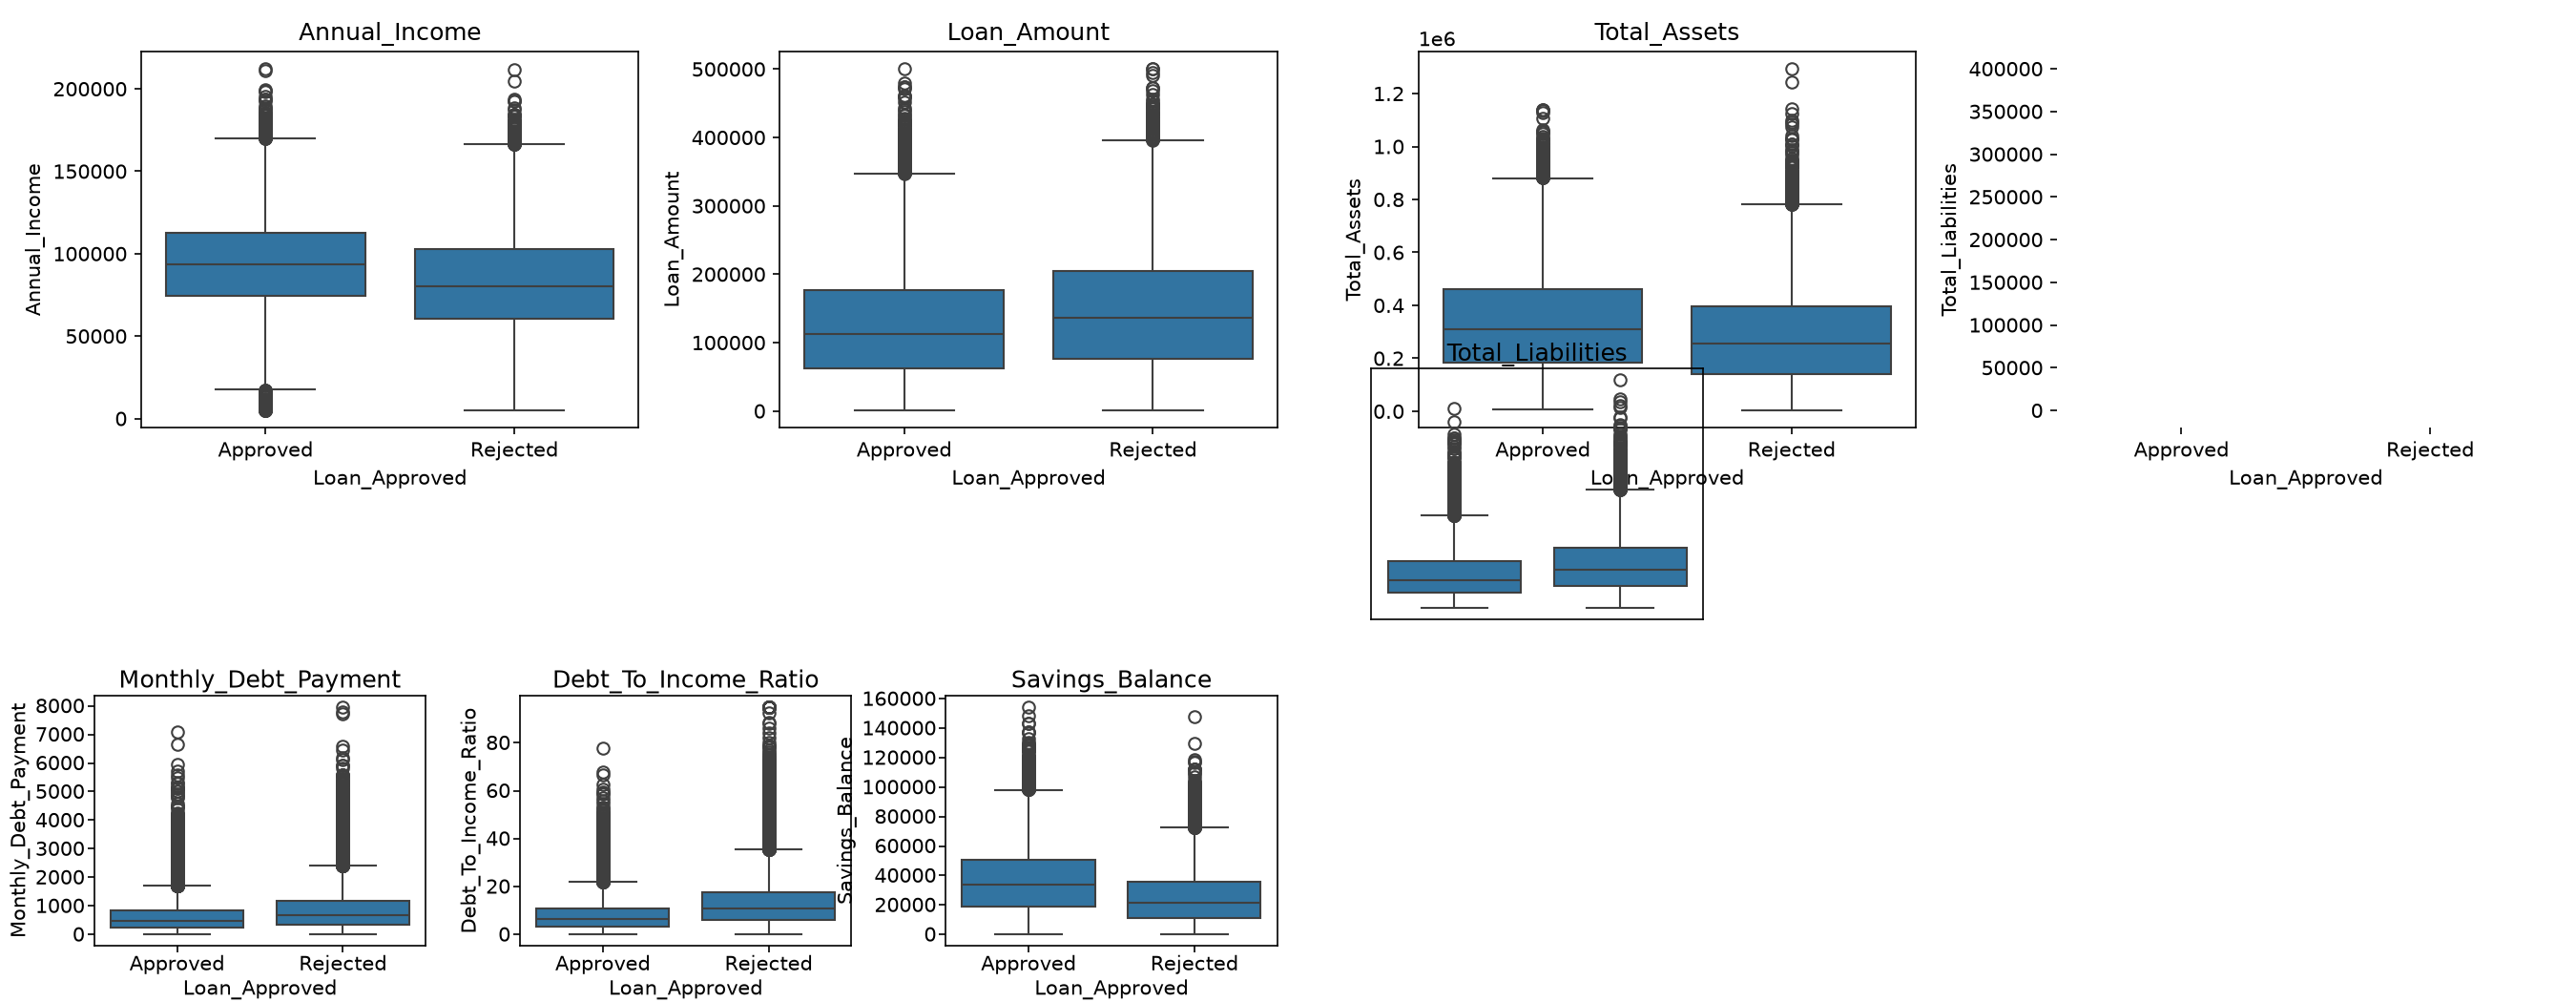 Annual_Income
Annual_Income
200000
150000
100000
50000
0
Approved
Rejected
Loan_Approved
Loan_Amount
Loan_Amount
500000
400000
300000
200000
100000
0
Approved
Rejected
Loan_Approved
Total_Assets
1e6
Total_Assets
1.2
1.0
0.8
0.6
0.4
0.2
0.0
Approved
Rejected
Loan_Approved
Total_Liabilities
Total_Liabilities
400000
350000
300000
250000
200000
150000
100000
50000
0
Approved
Rejected
Loan_Approved
Monthly_Debt_Payment
Monthly_Debt_Payment
8000
7000
6000
5000
4000
3000
2000
1000
0
Approved
Rejected
Loan_Approved
Debt_To_Income_Ratio
Debt_To_Income_Ratio
80
60
40
20
0
Approved
Rejected
Loan_Approved
Savings_Balance
Savings_Balance
160000
140000
120000
100000
80000
60000
40000
20000
0
Approved
Rejected
Loan_Approved